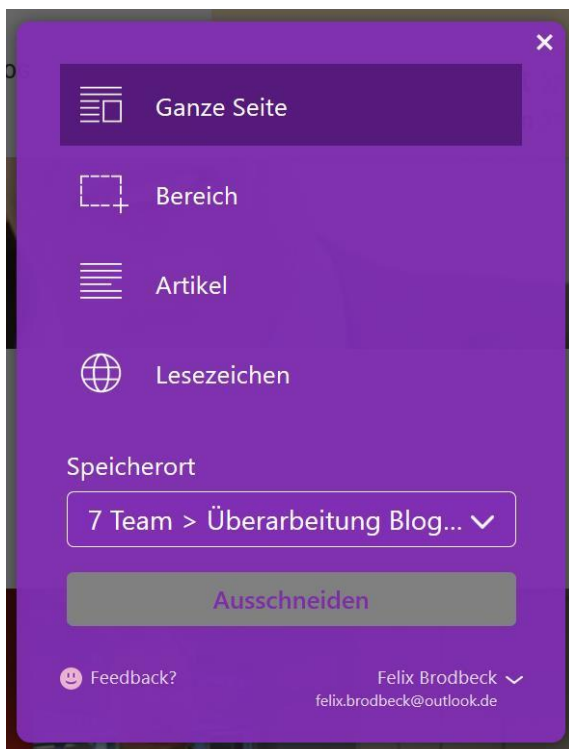 Ganze Seite
Bereich
Artikel
Lesezeichen
Speicherort
7 Team > Überarbeitung Blog...
Ausschneiden
Feedback?
Felix Brodbeck
felix.brodbeck@outlook.de